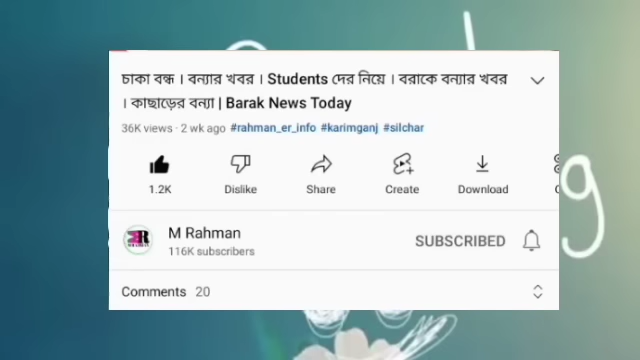 চাকা বন্ধ । বন্যার খবর । Students দের নিয়ে । বরাকে বন্যার খবর
। কাছাড়ের বন্যা | Barak News Today
36K views · 2 wk ago #rahman_er_info #karimganj #silchar
1.2K Dislike Share Create Download
M Rahman
116K subscribers
SUBSCRIBED
Comments 20